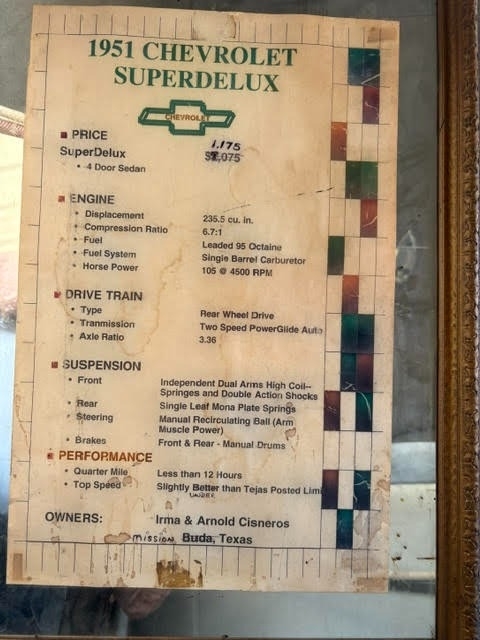 1951 CHEVROLET
SUPERDELUX
CHEVROLET
PRICE
1.175
SuperDelux $2,075
• 4 Door Sedan
ENGINE
• Displacement 235.5 cu. in.
• Compression Ratio 6.7:1
• Fuel Leaded 95 Octaine
• Fuel System Single Barrel Carburetor
• Horse Power 105 @ 4500 RPM
DRIVE TRAIN
• Type Rear Wheel Drive
• Tranmission Two Speed PowerGlide Auto
• Axle Ratio 3.36
SUSPENSION
• Front Independent Dual Arms High Coil--
Springes and Double Action Shocks
• Rear Single Leaf Mona Plate Springs
• Steering Manual Recirculating Ball (Arm
Muscle Power)
• Brakes Front & Rear - Manual Drums
PERFORMANCE
• Quarter Mile Less than 12 Hours
• Top Speed Slightly Better than Tejas Posted Limi
UNDER
OWNERS: Irma & Arnold Cisneros
MISSION Buda, Texas